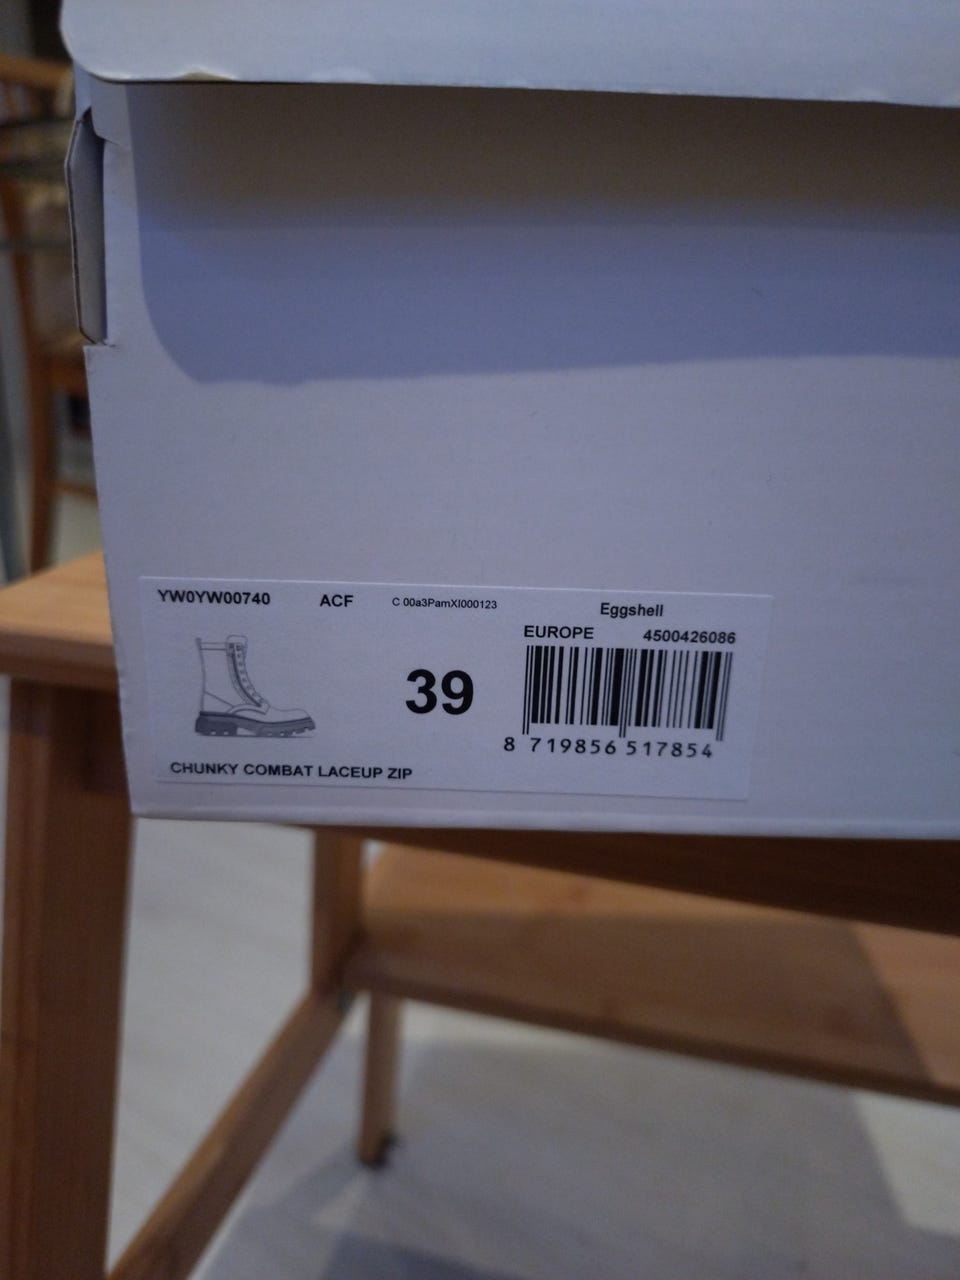 YW0YW00740 ACF C 00a3PamXI000123 Eggshell
EUROPE 4500426086
39
8 719856 517854
CHUNKY COMBAT LACEUP ZIP